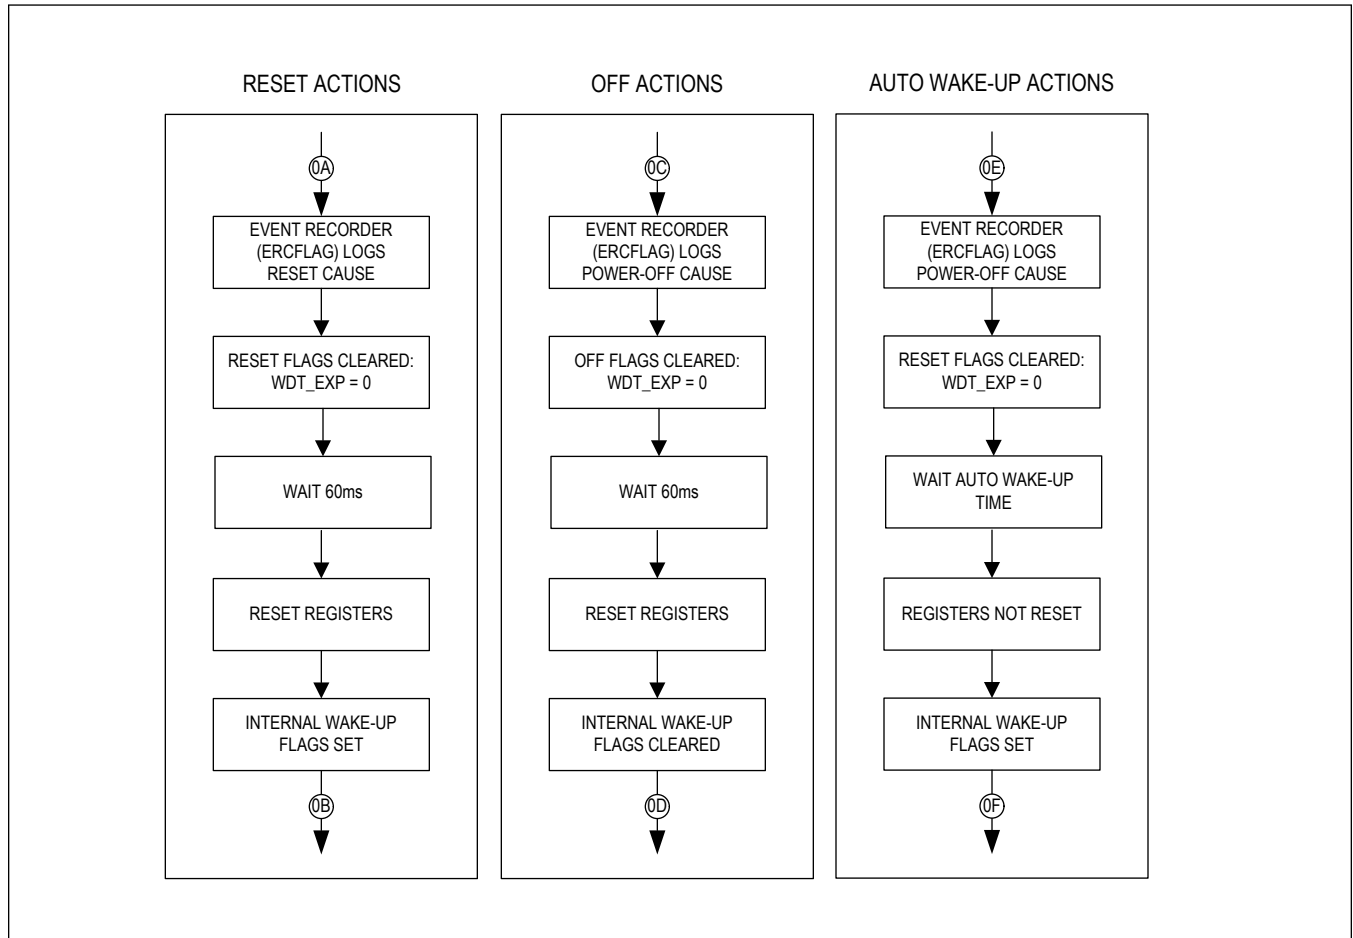 RESET ACTIONS
0A
EVENT RECORDER
(ERCFLAG) LOGS
RESET CAUSE
RESET FLAGS CLEARED:
WDT_EXP = 0
WAIT 60ms
RESET REGISTERS
INTERNAL WAKE-UP
FLAGS SET
0B
OFF ACTIONS
0C
EVENT RECORDER
(ERCFLAG) LOGS
POWER-OFF CAUSE
OFF FLAGS CLEARED:
WDT_EXP = 0
WAIT 60ms
RESET REGISTERS
INTERNAL WAKE-UP
FLAGS CLEARED
0D
AUTO WAKE-UP ACTIONS
0E
EVENT RECORDER
(ERCFLAG) LOGS
POWER-OFF CAUSE
RESET FLAGS CLEARED:
WDT_EXP = 0
WAIT AUTO WAKE-UP
TIME
REGISTERS NOT RESET
INTERNAL WAKE-UP
FLAGS SET
0F